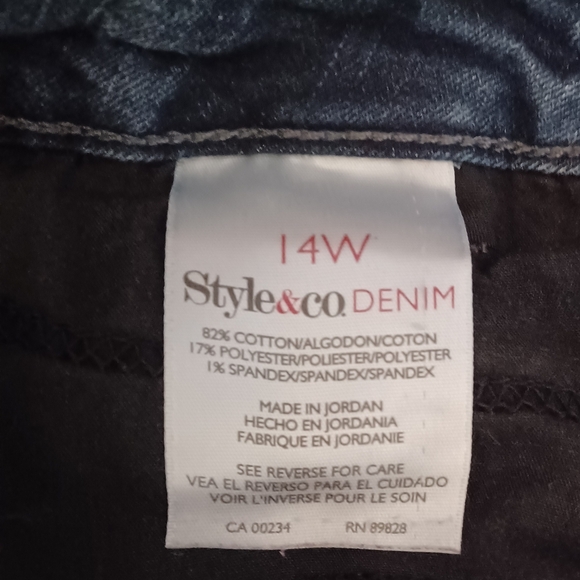 14W
Style&co. DENIM
82% COTTON/ALGODON/COTON
17% POLYESTER/POLIESTER/POLYESTER
1% SPANDEX/SPANDEX/SPANDEX
MADE IN JORDAN
HECHO EN JORDANIA
FABRIQUE EN JORDANIE
SEE REVERSE FOR CARE
VEA EL REVERSO PARA EL CUIDADO
VOIR L'INVERSE POUR LE SOIN
CA 00234 RN 89828